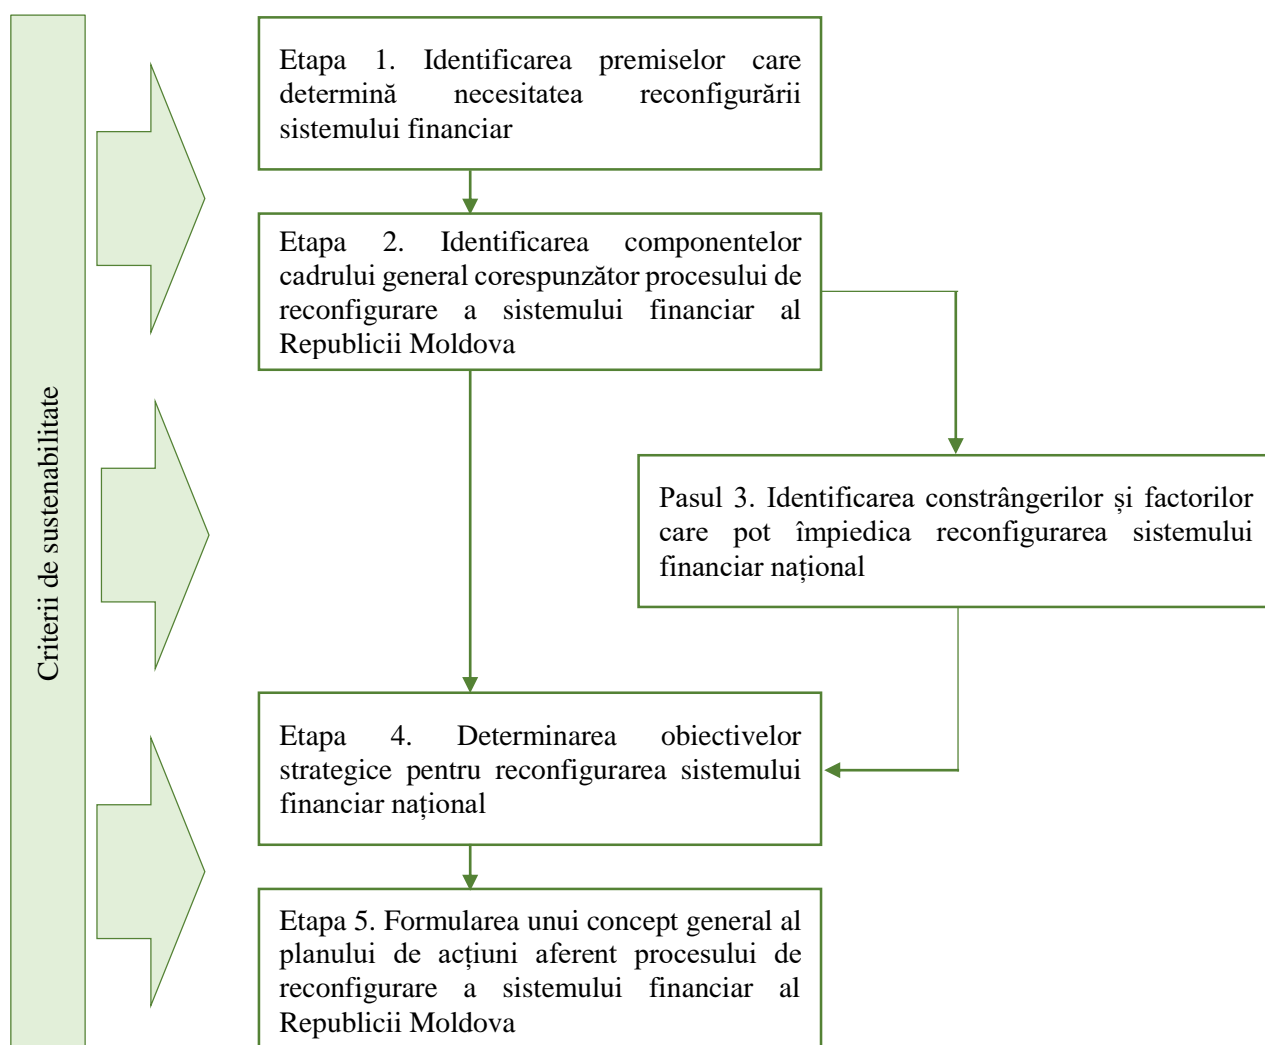 Criterii de sustenabilitate
Etapa 1. Identificarea premiselor care
determină necesitatea reconfigurării
sistemului financiar
Etapa 2. Identificarea componentelor
cadrului general corespunzător procesului de
reconfigurare a sistemului financiar al
Republicii Moldova
Pasul 3. Identificarea constrângerilor și factorilor
care pot împiedica reconfigurarea sistemului
financiar național
Etapa 4. Determinarea obiectivelor
strategice pentru reconfigurarea sistemului
financiar național
Etapa 5. Formularea unui concept general al
planului de acțiuni aferent procesului de
reconfigurare a sistemului financiar al
Republicii Moldova